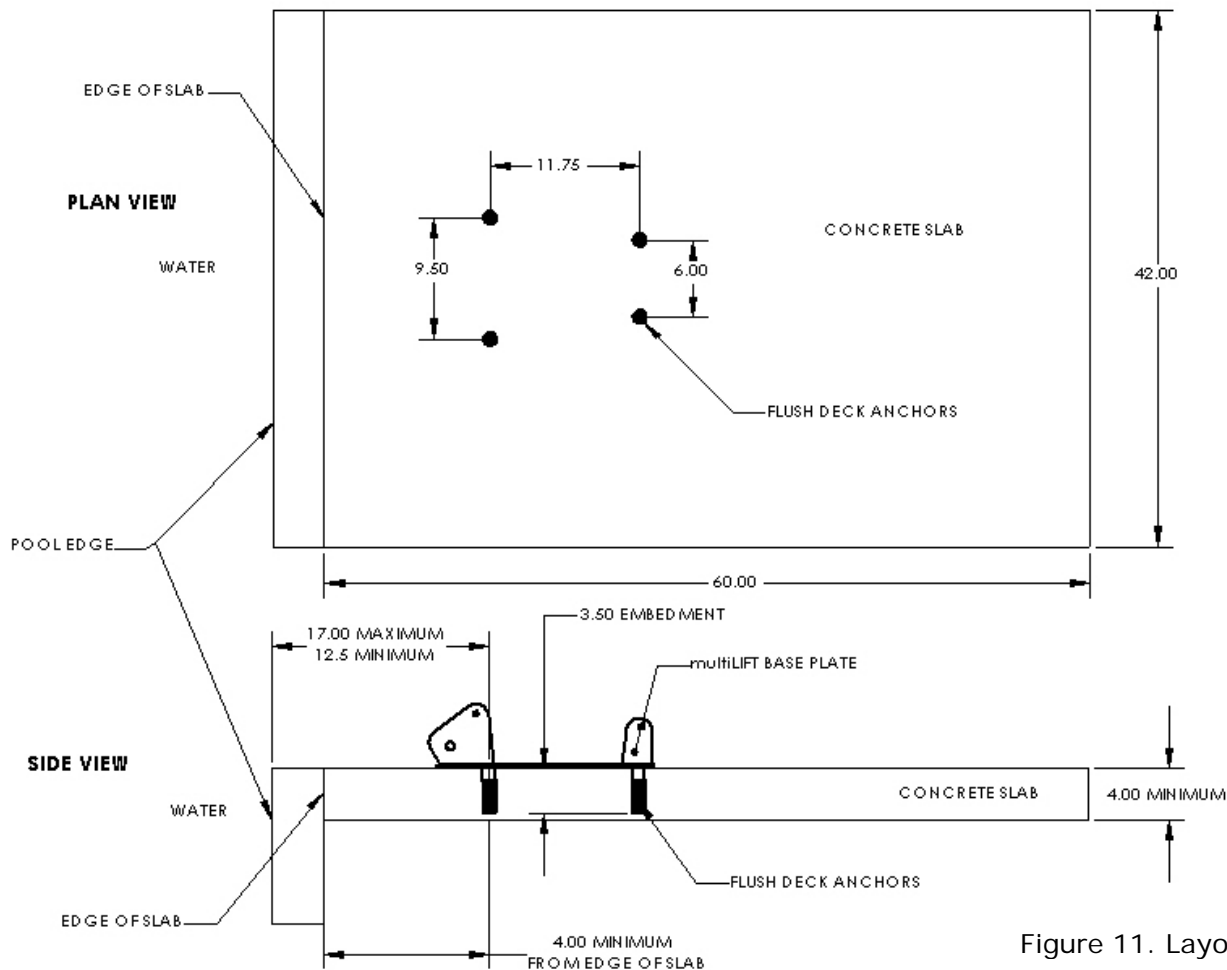 EDGE OF SLAB
11.75
PLAN VIEW
CONCRETE SLAB
WATER
9.50
6.00
42.00
FLUSH DECK ANCHORS
POOL EDGE
60.00
3.50 EMBEDMENT
17.00 MAXIMUM
12.5 MINIMUM
multiLIFT BASE PLATE
SIDE VIEW
CONCRETE SLAB
4.00 MINIMUM
WATER
FLUSH DECK ANCHORS
EDGE OF SLAB
4.00 MINIMUM
FROM EDGE OF SLAB
Figure 11. Layo